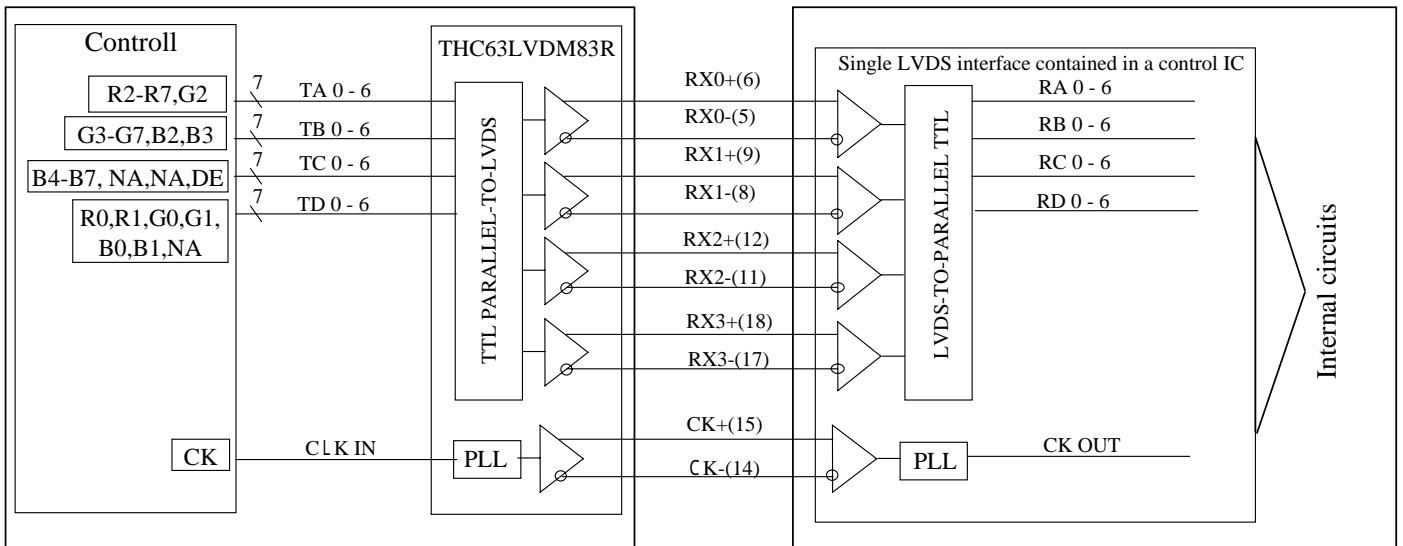 Controll
R2-R7,G2
G3-G7,B2,B3
B4-B7, NA,NA,DE
R0,R1,G0,G1,
B0,B1,NA
CK
7
TA 0 - 6
7
TB 0 - 6
7
TC 0 - 6
7
TD 0 - 6
CLK IN
THC63LVDM83R
TTL PARALLEL-TO-LVDS
PLL
RX0+(6)
RX0-(5)
RX1+(9)
RX1-(8)
RX2+(12)
RX2-(11)
RX3+(18)
RX3-(17)
CK+(15)
CK-(14)
Single LVDS interface contained in a control IC
LVDS-TO-PARALLEL TTL
PLL
RA 0 - 6
RB 0 - 6
RC 0 - 6
RD 0 - 6
CK OUT
Internal circuits